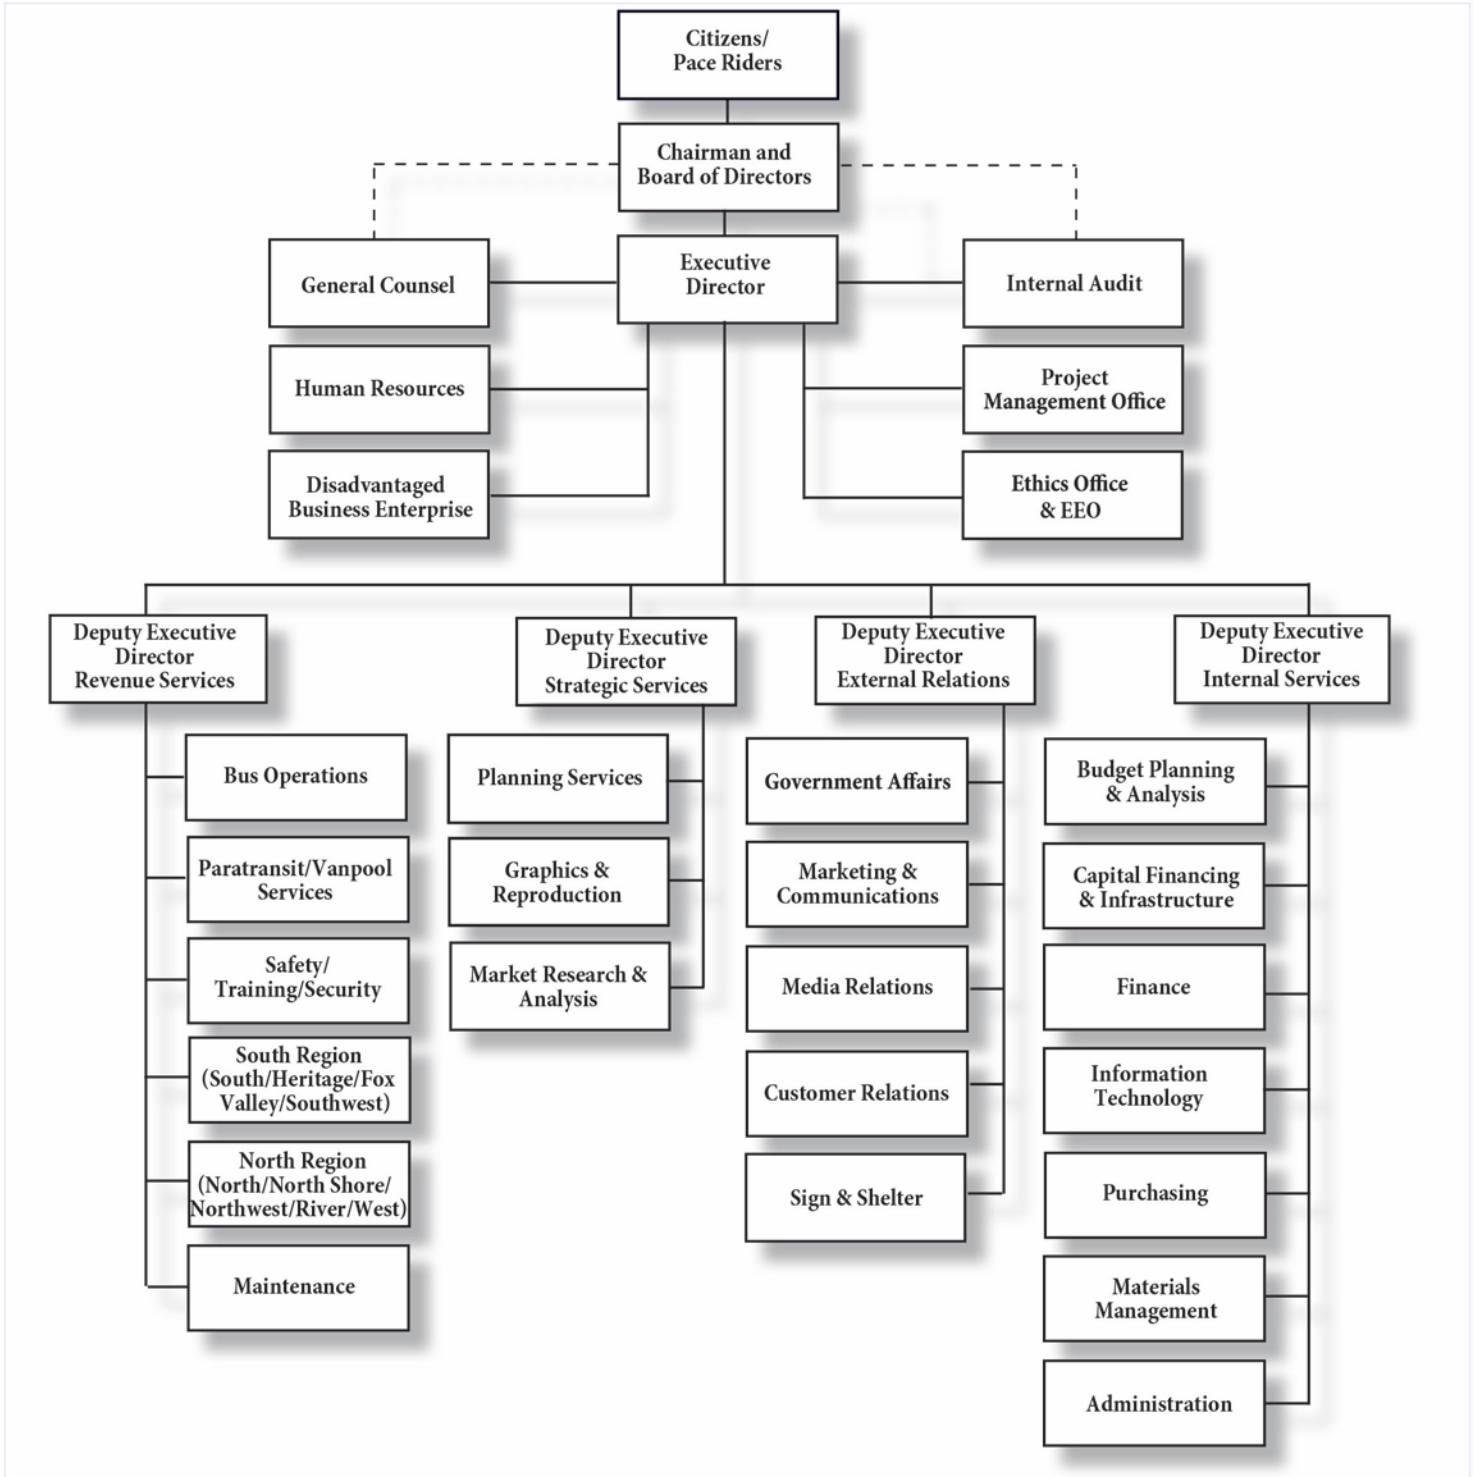 Citizens/
Pace Riders
Chairman and
Board of Directors
General Counsel
Executive
Director
Internal Audit
Human Resources
Project
Management Office
Disadvantaged
Business Enterprise
Ethics Office
& EEO
Deputy Executive
Director
Revenue Services
Deputy Executive
Director
Strategic Services
Deputy Executive
Director
External Relations
Deputy Executive
Director
Internal Services
Bus Operations
Paratransit/Vanpool
Services
Safety/
Training/Security
South Region
(South/Heritage/Fox
Valley/Southwest)
North Region
(North/North Shore/
Northwest/River/West)
Maintenance
Planning Services
Graphics &
Reproduction
Market Research &
Analysis
Government Affairs
Marketing &
Communications
Media Relations
Customer Relations
Sign & Shelter
Budget Planning
& Analysis
Capital Financing
& Infrastructure
Finance
Information
Technology
Purchasing
Materials
Management
Administration